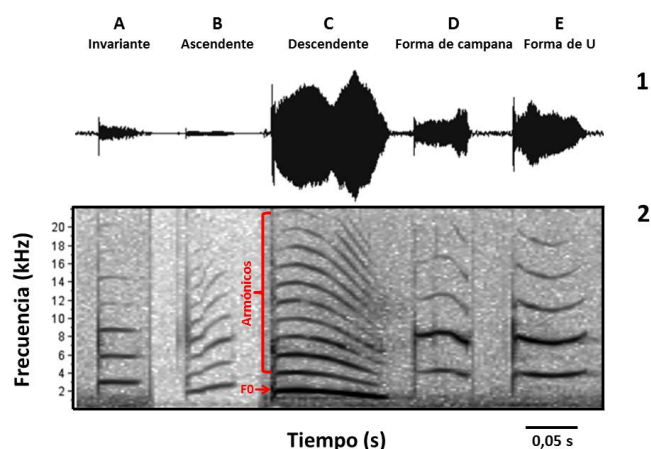 A B C D E
Invariante Ascendente Descendente Forma de campana Forma de U
1
2
Frecuencia (kHz)
20
18
16
14
12
10
8
6
4
2
Armónicos
F0
Tiempo (s)
0,05 s